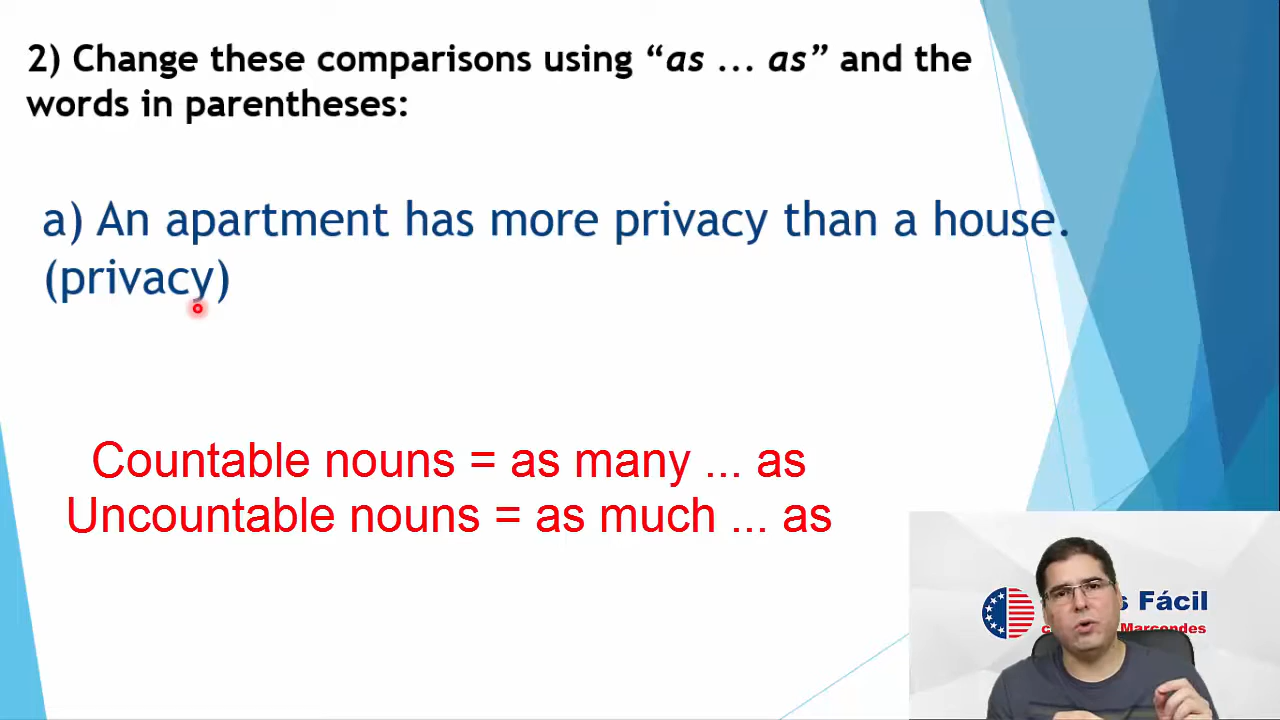 2) Change these comparisons using “as ... as” and the
words in parentheses:
a) An apartment has more privacy than a house.
(privacy)
Countable nouns = as many ... as
Uncountable nouns = as much ... as
Fácil
Marcondes